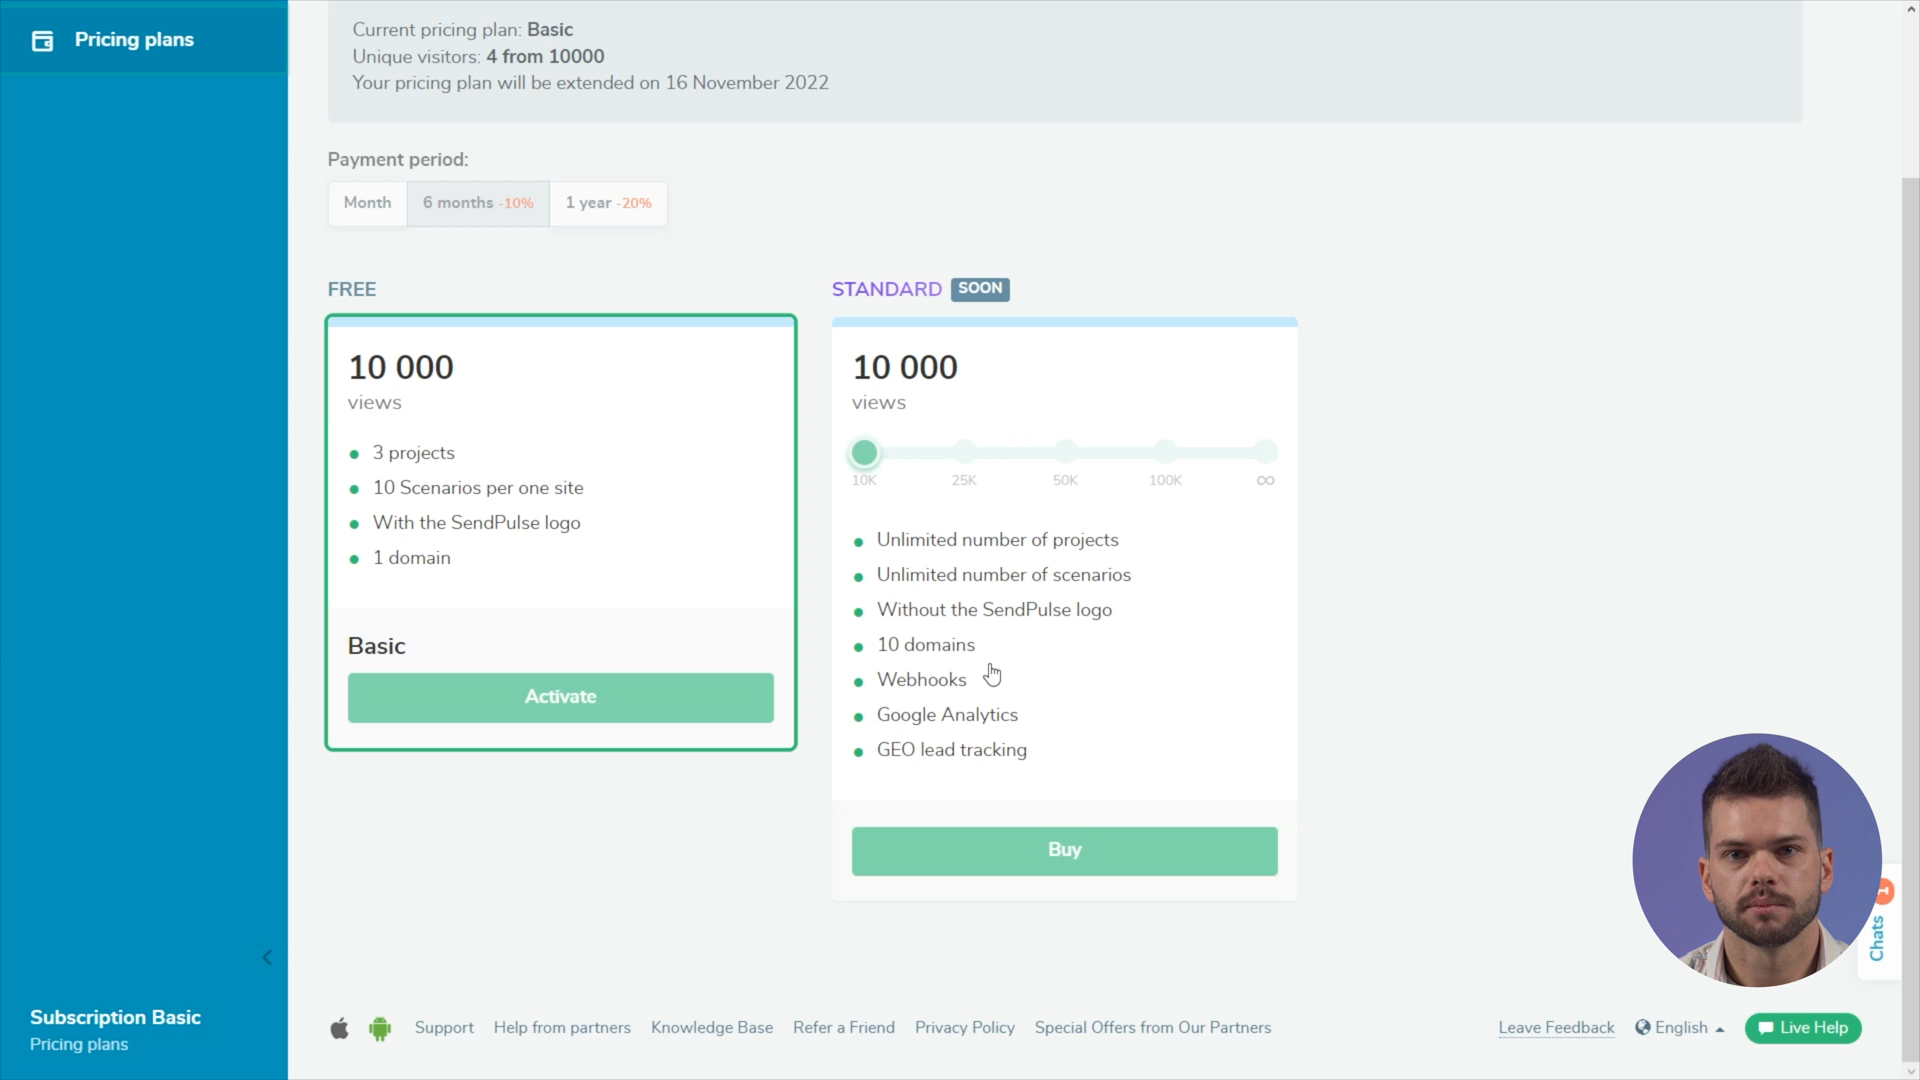 Pricing plans
Current pricing plan: Basic
Unique visitors: 4 from 10000
Your pricing plan will be extended on 16 November 2022
Payment period:
Month
6 months -10%
1 year -20%
FREE
10 000
views
3 projects
10 Scenarios per one site
With the SendPulse logo
1 domain
Basic
Activate
STANDARD SOON
10 000
views
10K 25K 50K 100K ∞
Unlimited number of projects
Unlimited number of scenarios
Without the SendPulse logo
10 domains
Webhooks
Google Analytics
GEO lead tracking
Buy
Chats
Subscription Basic
Pricing plans
Support
Help from partners
Knowledge Base
Refer a Friend
Privacy Policy
Special Offers from Our Partners
Leave Feedback
English
Live Help